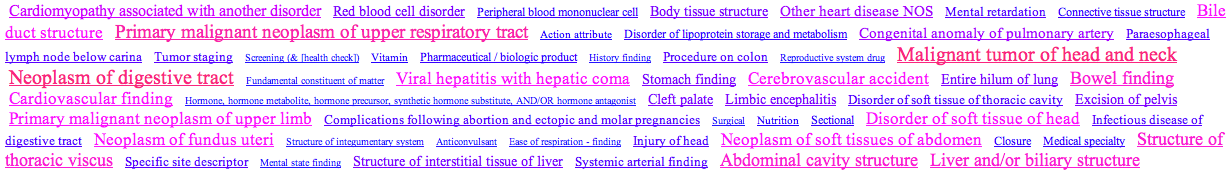 Cardiomyopathy associated with another disorder Red blood cell disorder Peripheral blood mononuclear cell Body tissue structure Other heart disease NOS Mental retardation Connective tissue structure Bile
duct structure Primary malignant neoplasm of upper respiratory tract Action attribute Disorder of lipoprotein storage and metabolism Congenital anomaly of pulmonary artery Paraesophageal
lymph node below carina Tumor staging Screening (& [health check]) Vitamin Pharmaceutical / biologic product History finding Procedure on colon Reproductive system drug Malignant tumor of head and neck
Neoplasm of digestive tract Fundamental constituent of matter Viral hepatitis with hepatic coma Stomach finding Cerebrovascular accident Entire hilum of lung Bowel finding
Cardiovascular finding Hormone, hormone metabolite, hormone precursor, synthetic hormone substitute, AND/OR hormone antagonist Cleft palate Limbic encephalitis Disorder of soft tissue of thoracic cavity Excision of pelvis
Primary malignant neoplasm of upper limb Complications following abortion and ectopic and molar pregnancies Surgical Nutrition Sectional Disorder of soft tissue of head Infectious disease of
digestive tract Neoplasm of fundus uteri Structure of integumentary system Anticonvulsant Ease of respiration - finding Injury of head Neoplasm of soft tissues of abdomen Closure Medical specialty Structure of
thoracic viscus Specific site descriptor Mental state finding Structure of interstitial tissue of liver Systemic arterial finding Abdominal cavity structure Liver and/or biliary structure